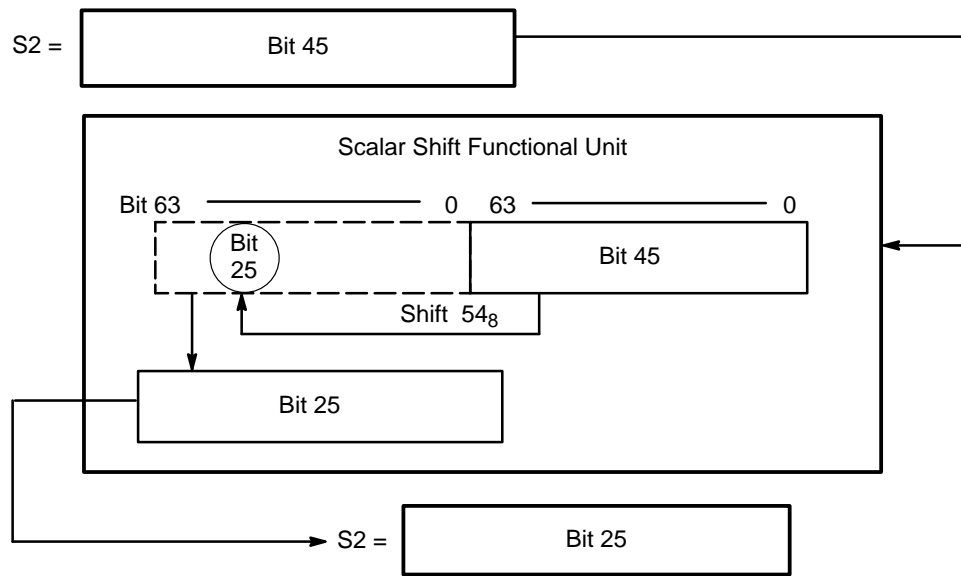 S2 = Bit 45
Scalar Shift Functional Unit
Bit 63 0 63 0
Bit
25
Bit 45
Shift 54₈
Bit 25
S2 = Bit 25